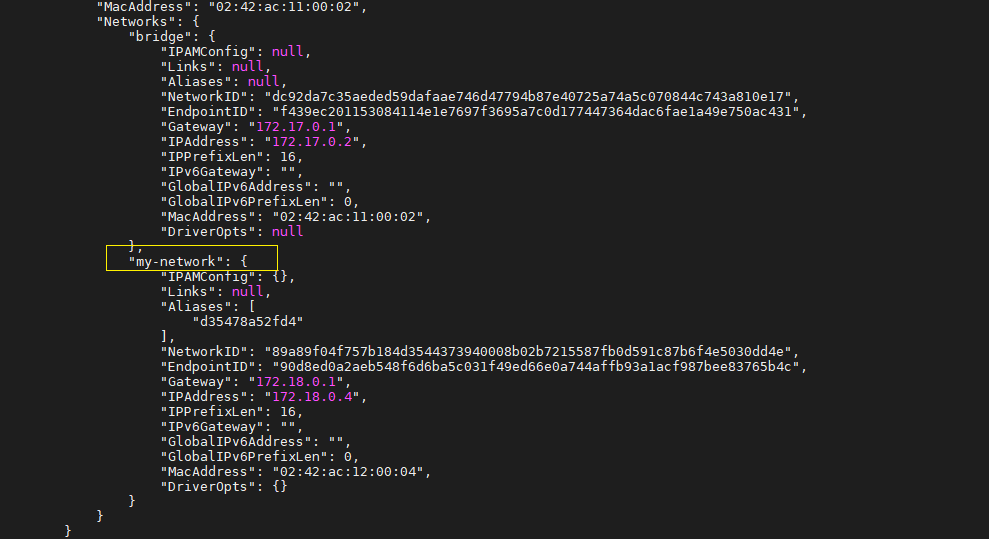 "MacAddress": "02:42:ac:11:00:02",
"Networks": {
"bridge": {
"IPAMConfig": null,
"Links": null,
"Aliases": null,
"NetworkID": "dc92da7c35aeded59dafaae746d47794b87e40725a74a5c070844c743a810e17",
"EndpointID": "f439ec201153084114e1e7697f3695a7c0d177447364dac6fae1a49e750ac431",
"Gateway": "172.17.0.1",
"IPAddress": "172.17.0.2",
"IPPrefixLen": 16,
"IPv6Gateway": "",
"GlobalIPv6Address": "",
"GlobalIPv6PrefixLen": 0,
"MacAddress": "02:42:ac:11:00:02",
"DriverOpts": null
},
"my-network": {
"IPAMConfig": {},
"Links": null,
"Aliases": [
"d35478a52fd4"
],
"NetworkID": "89a89f04f757b184d3544373940008b02b7215587fb0d591c87b6f4e5030dd4e",
"EndpointID": "90d8ed0a2aeb548f6d6ba5c031f49ed66e0a744affb93a1acf987bee83765b4c",
"Gateway": "172.18.0.1",
"IPAddress": "172.18.0.4",
"IPPrefixLen": 16,
"IPv6Gateway": "",
"GlobalIPv6Address": "",
"GlobalIPv6PrefixLen": 0,
"MacAddress": "02:42:ac:12:00:04",
"DriverOpts": {}
}
}
}